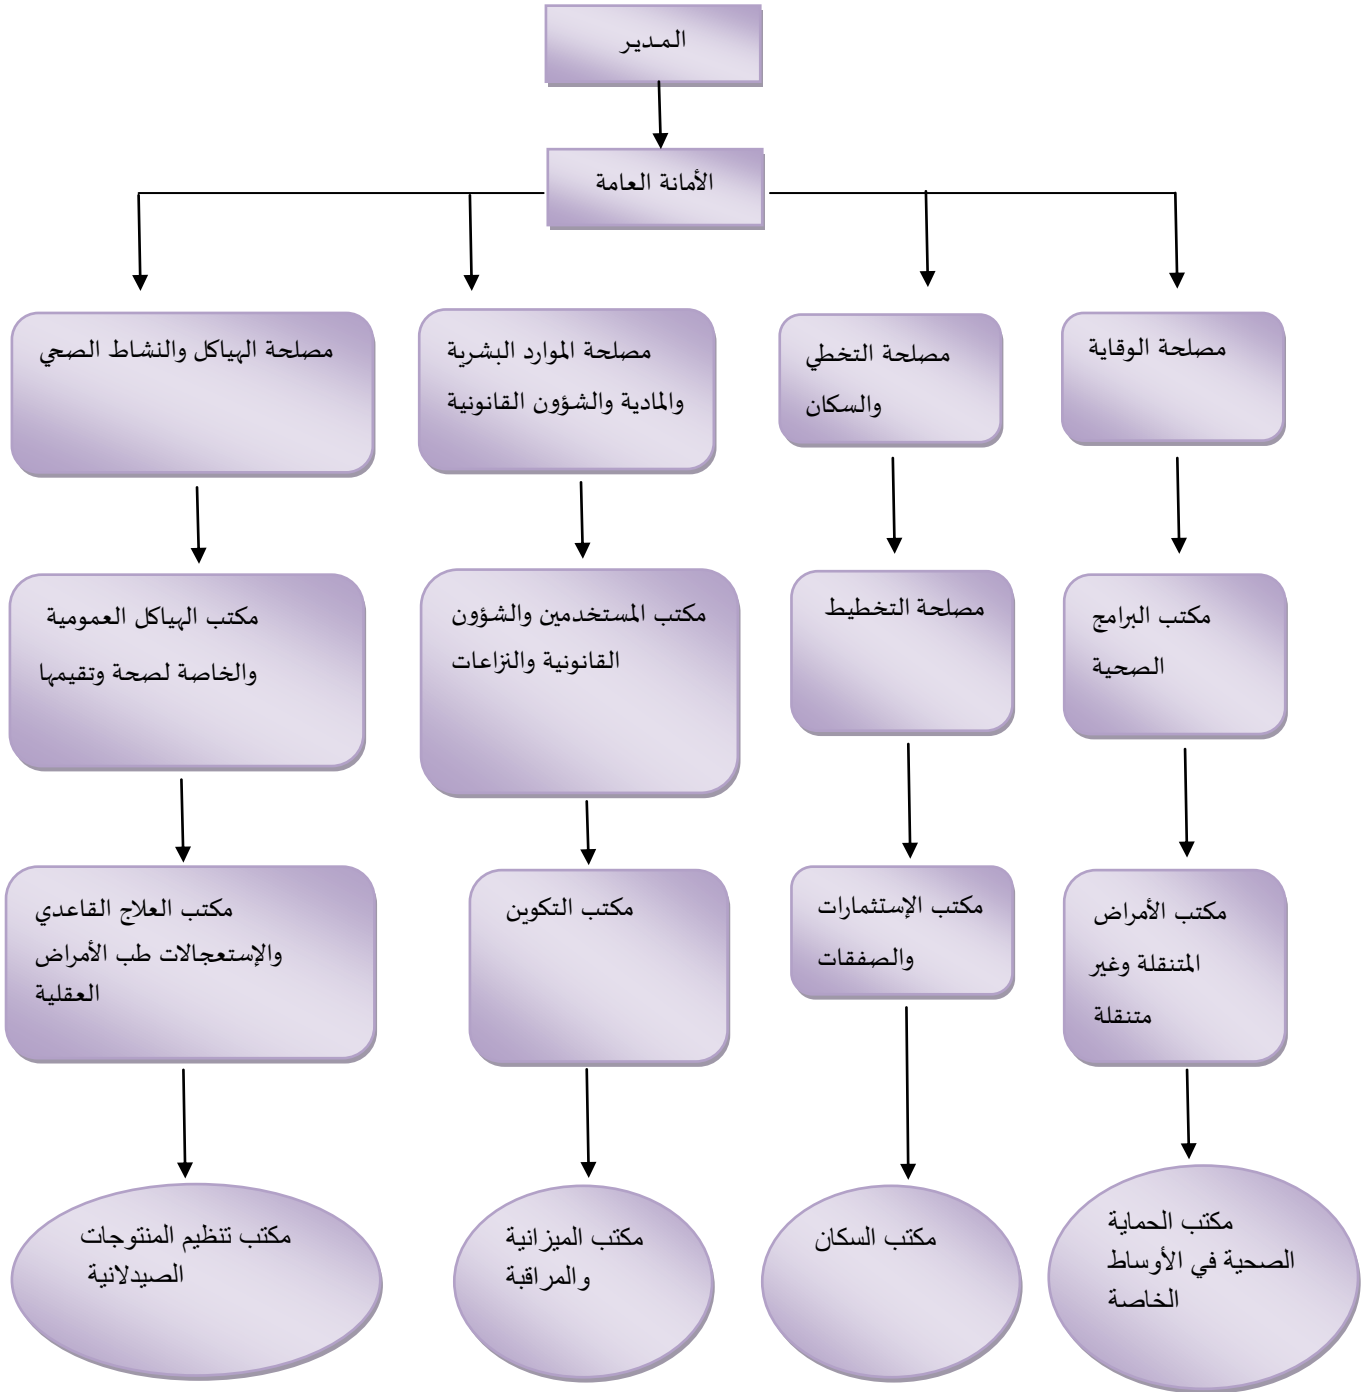 المدير
الأمانة العامة
مصلحة الوقاية
مصلحة التخطي
والسكان
مصلحة الموارد البشرية
والمادية والشؤون القانونية
مصلحة الهياكل والنشاط الصحي
مكتب البرامج
الصحية
مصلحة التخطيط
مكتب المستخدمين والشؤون
القانونية والنزاعات
مكتب الهياكل العمومية
والخاصة لصحة وتقيمها
مكتب الأمراض
المتنقلة وغير
متنقلة
مكتب الإستثمارات
والصفقات
مكتب التكوين
مكتب العلاج القاعدي
والإستعجالات طب الأمراض
العقلية
مكتب الحماية
الصحية في الأوساط
الخاصة
مكتب السكان
مكتب الميزانية
والمراقبة
مكتب تنظيم المنتوجات
الصيدلانية